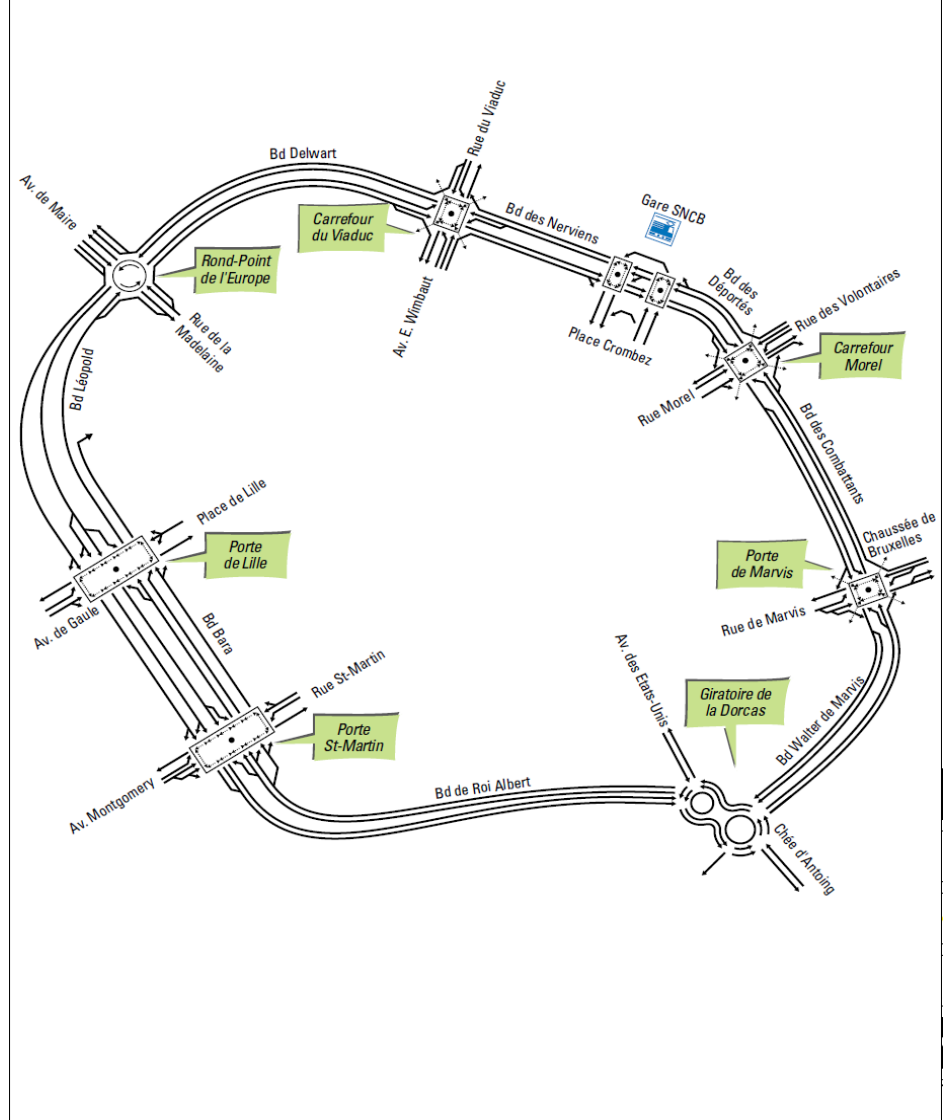 Rue du Viaduc
Bd Delwart
Av. de Maire
Carrefour
du Viaduc
Bd des Nerviens
Gare SNCB
Rond-Point
de l'Europe
Rue de la
Madelaine
Av. E. Wimbaut
Place Crombez
Bd des
Déportés
Rue des Volontaires
Carrefour
Morel
Rue Morel
Bd Léopold
Bd des Combattants
Place de Lille
Porte
de Lille
Chaussée de
Bruxelles
Porte
de Marvis
Rue de Marvis
Av. de Gaule
Bd Bara
Rue St-Martin
Av. des Etats-Unis
Giratoire de
la Dorcas
Bd Walter de Marvis
Porte
St-Martin
Av. Montgomery
Bd de Roi Albert
Chée d'Antoing